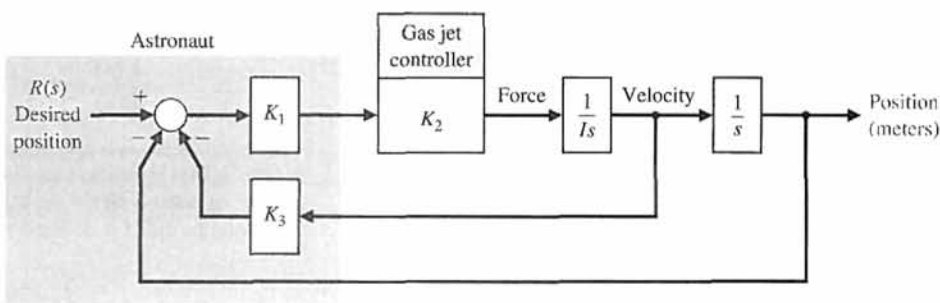 Astronaut
Gas jet
controller
R(s)
Desired
position
+
−
−
K₁
K₂
Force
1
Is
Velocity
1
s
Position
(meters)
K₃